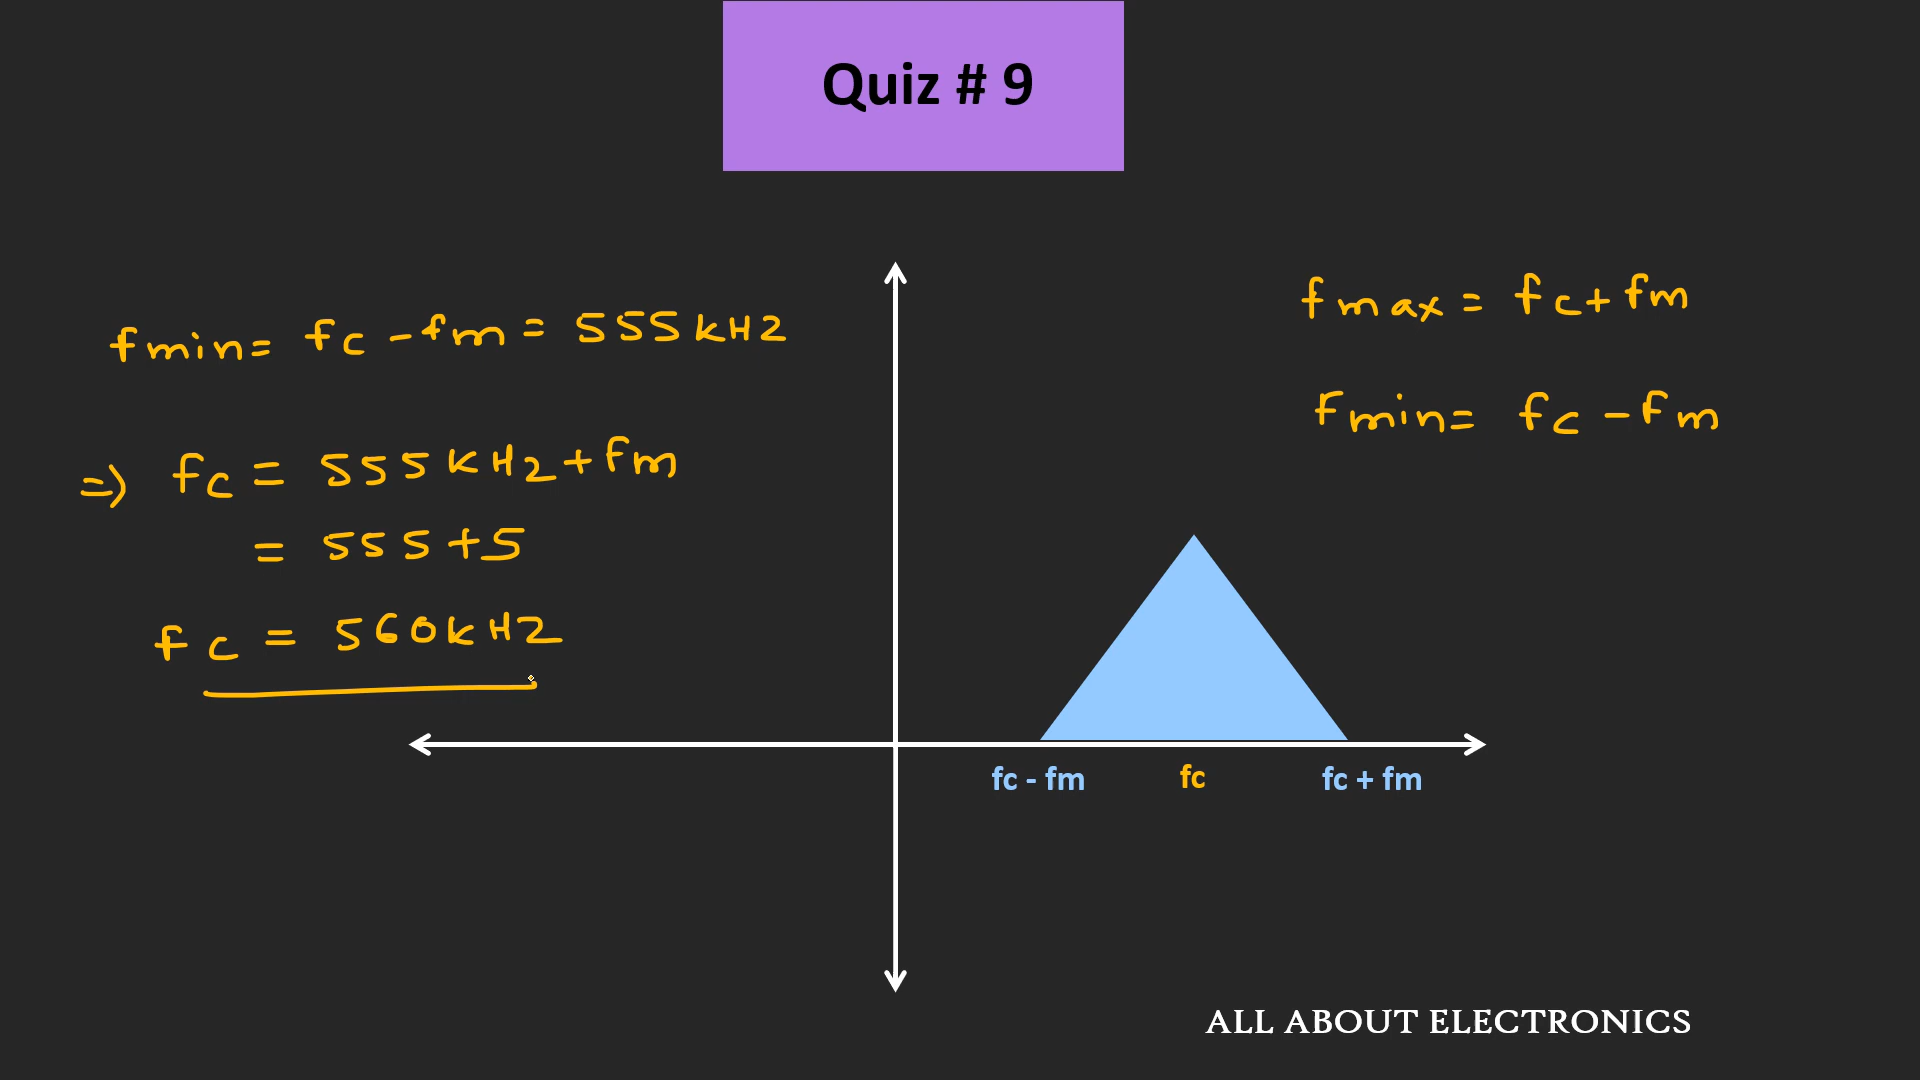 Quiz # 9
fmin = fc - fm = 555 kHz
=> fc = 555 kHz + fm
= 555 + 5
fc = 560 kHz
fmax = fc + fm
Fmin = fc - fm
fc - fm
fc
fc + fm
ALL ABOUT ELECTRONICS